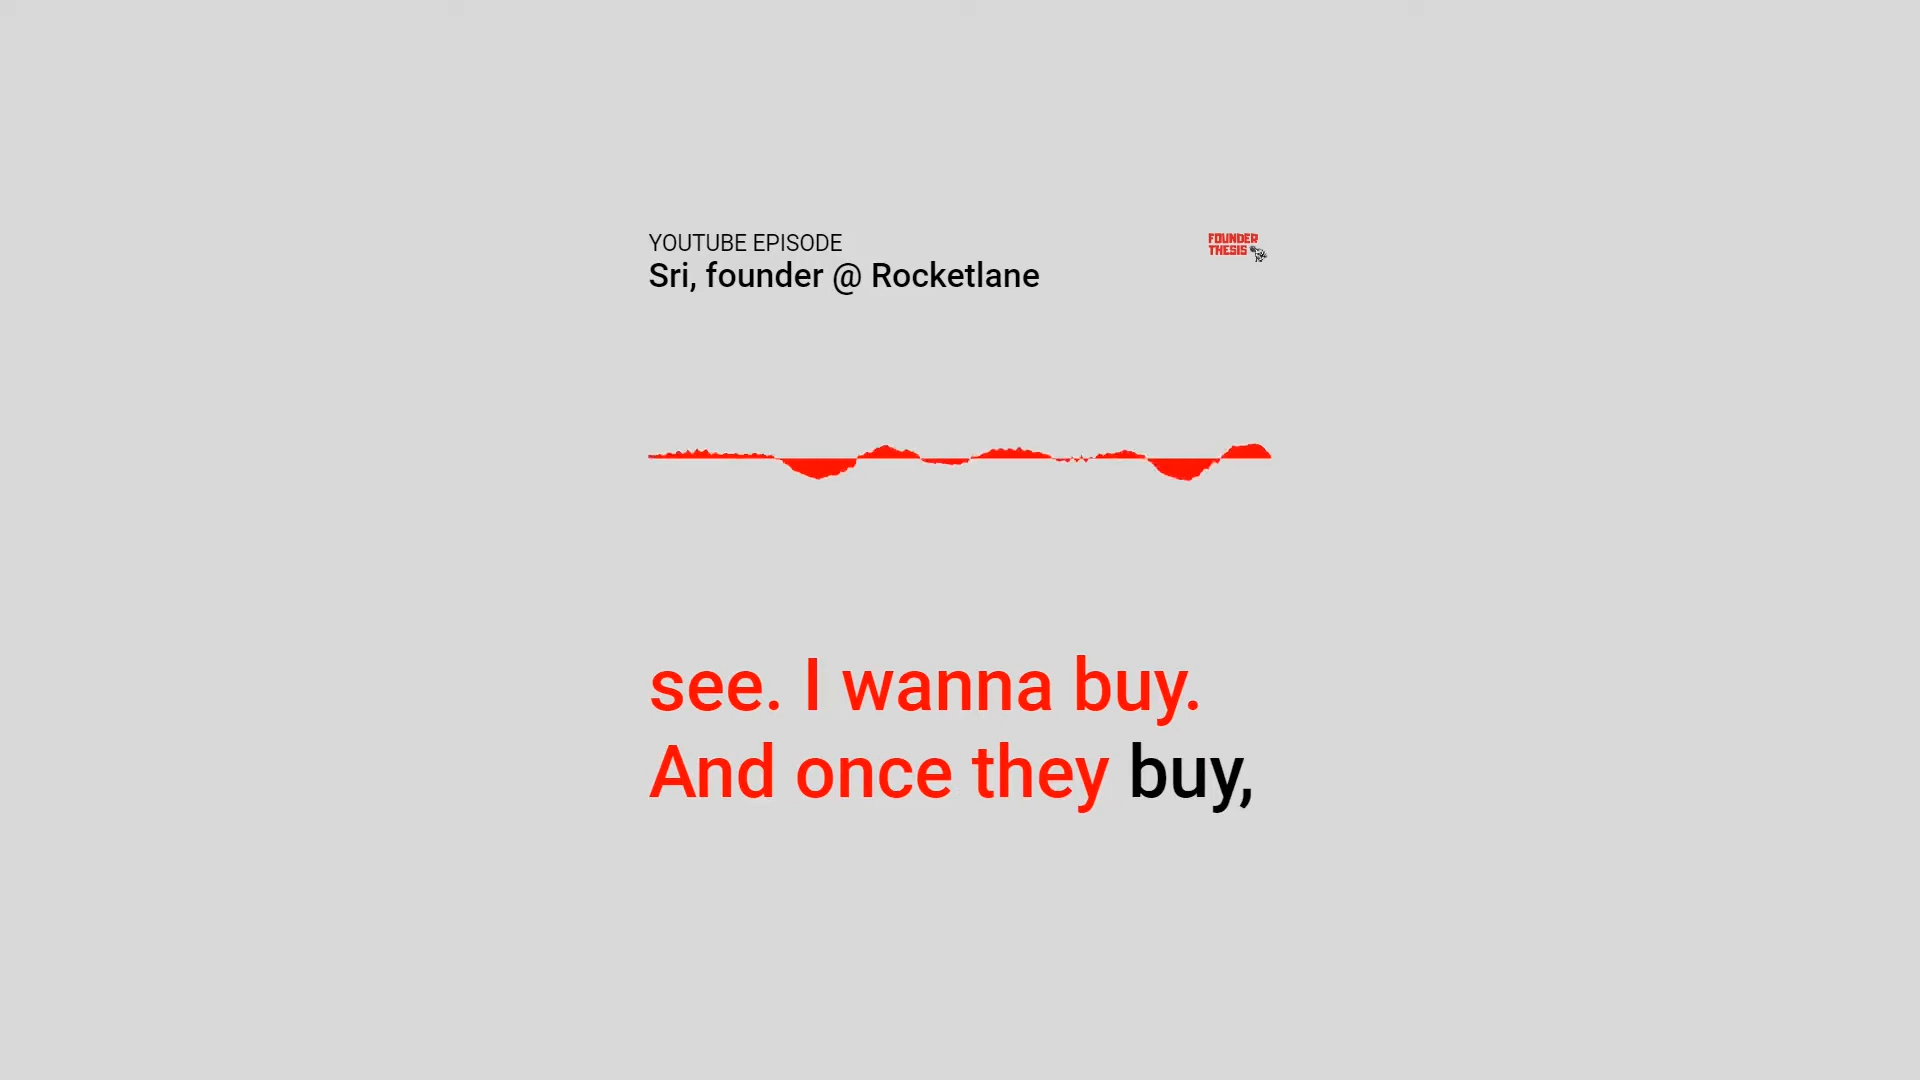 YOUTUBE EPISODE
Sri, founder @ Rocketlane
FOUNDER
THESIS
see. I wanna buy.
And once they buy,